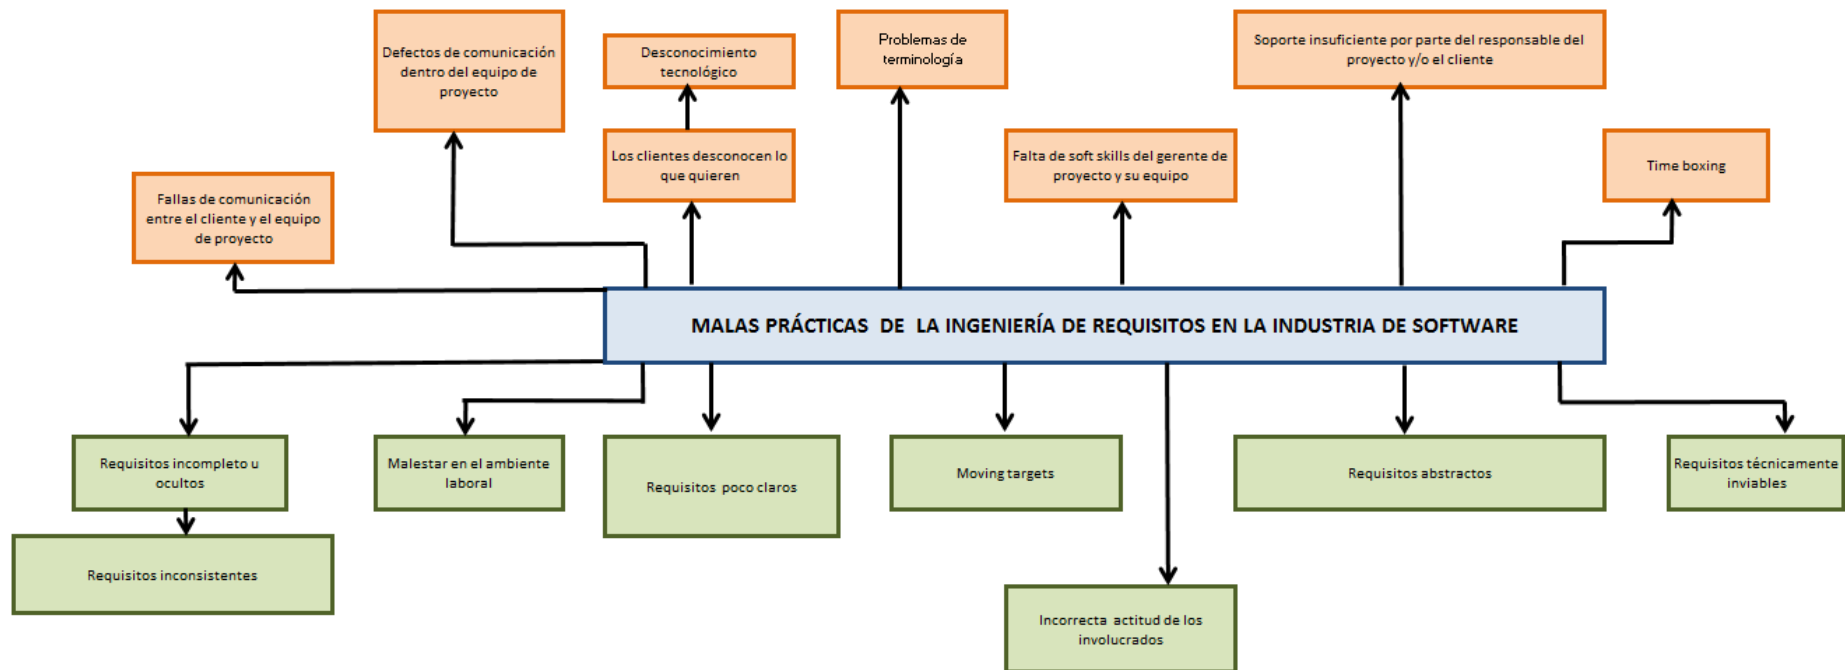 Defectos de comunicación
dentro del equipo de
proyecto
Desconocimiento
tecnológico
Problemas de
terminología
Soporte insuficiente por parte del responsable del
proyecto y/o el cliente
Fallas de comunicación
entre el cliente y el equipo
de proyecto
Los clientes desconocen lo
que quieren
Falta de soft skills del gerente de
proyecto y su equipo
Time boxing
MALAS PRÁCTICAS DE LA INGENIERÍA DE REQUISITOS EN LA INDUSTRIA DE SOFTWARE
Requisitos incompleto u
ocultos
Malestar en el ambiente
laboral
Requisitos poco claros
Moving targets
Requisitos abstractos
Requisitos técnicamente
inviables
Requisitos inconsistentes
Incorrecta actitud de los
involucrados